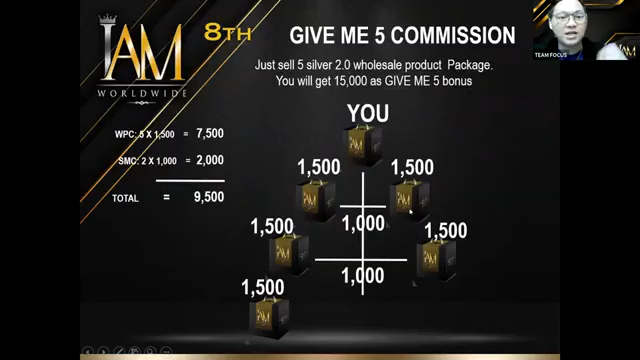 IAM
WORLDWIDE
8TH
GIVE ME 5 COMMISSION
Just sell 5 silver 2.0 wholesale product Package.
You will get 15,000 as GIVE ME 5 bonus
TEAM FOCUS
WPC: 5 X 1,500 = 7,500
SMC: 2 X 1,000 = 2,000
TOTAL = 9,500
YOU
1,500 1,500
1,000
1,500 1,500
1,000
1,500